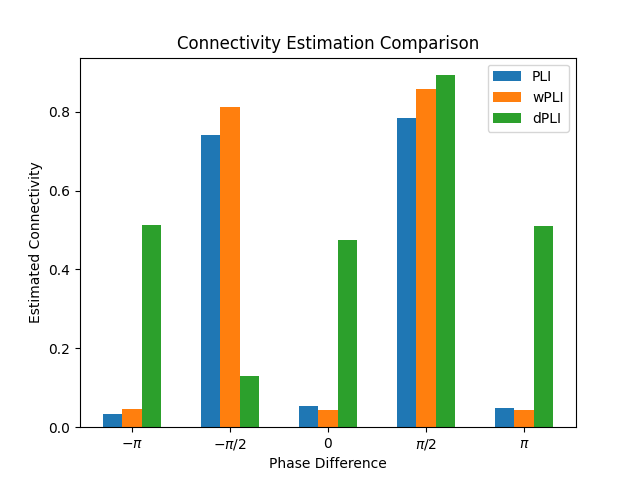 Connectivity Estimation Comparison
PLI
wPLI
dPLI
Estimated Connectivity
0.8
0.6
0.4
0.2
0.0
−π
−π/2
0
π/2
π
Phase Difference